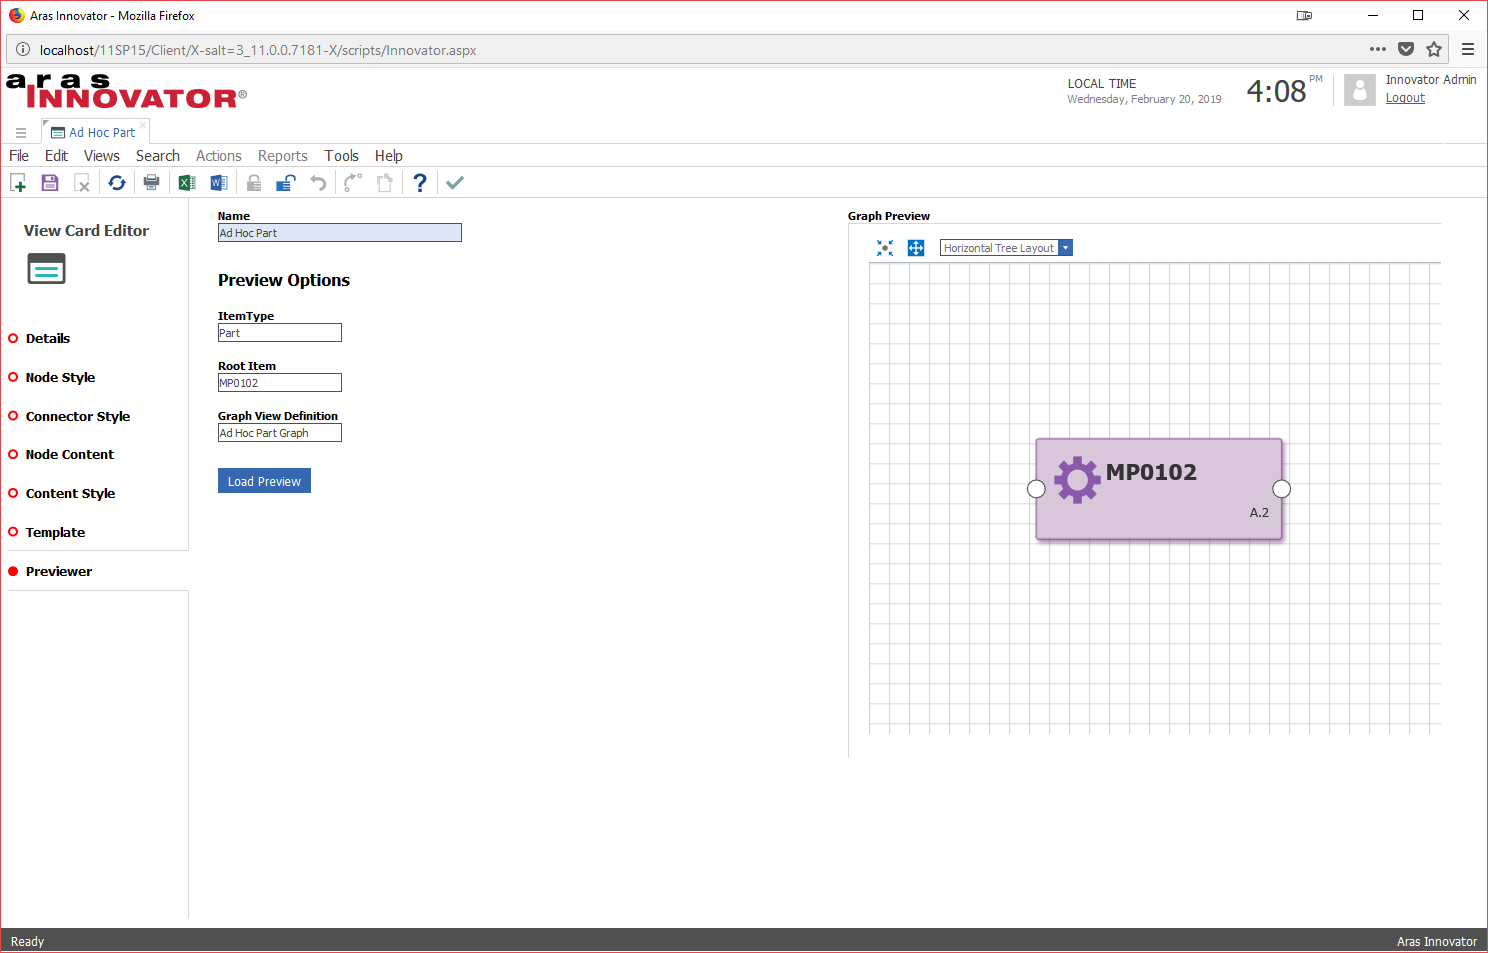 Aras Innovator - Mozilla Firefox
localhost/11SP15/Client/X-salt=3_11.0.0.7181-X/scripts/Innovator.aspx
aras
INNOVATOR®
LOCAL TIME
Wednesday, February 20, 2019
4:08 PM
Innovator Admin
Logout
Ad Hoc Part
File Edit Views Search Actions Reports Tools Help
View Card Editor
Details
Node Style
Connector Style
Node Content
Content Style
Template
Previewer
Name
Ad Hoc Part
Preview Options
ItemType
Part
Root Item
MP0102
Graph View Definition
Ad Hoc Part Graph
Load Preview
Graph Preview
Horizontal Tree Layout
MP0102
A.2
Ready
Aras Innovator